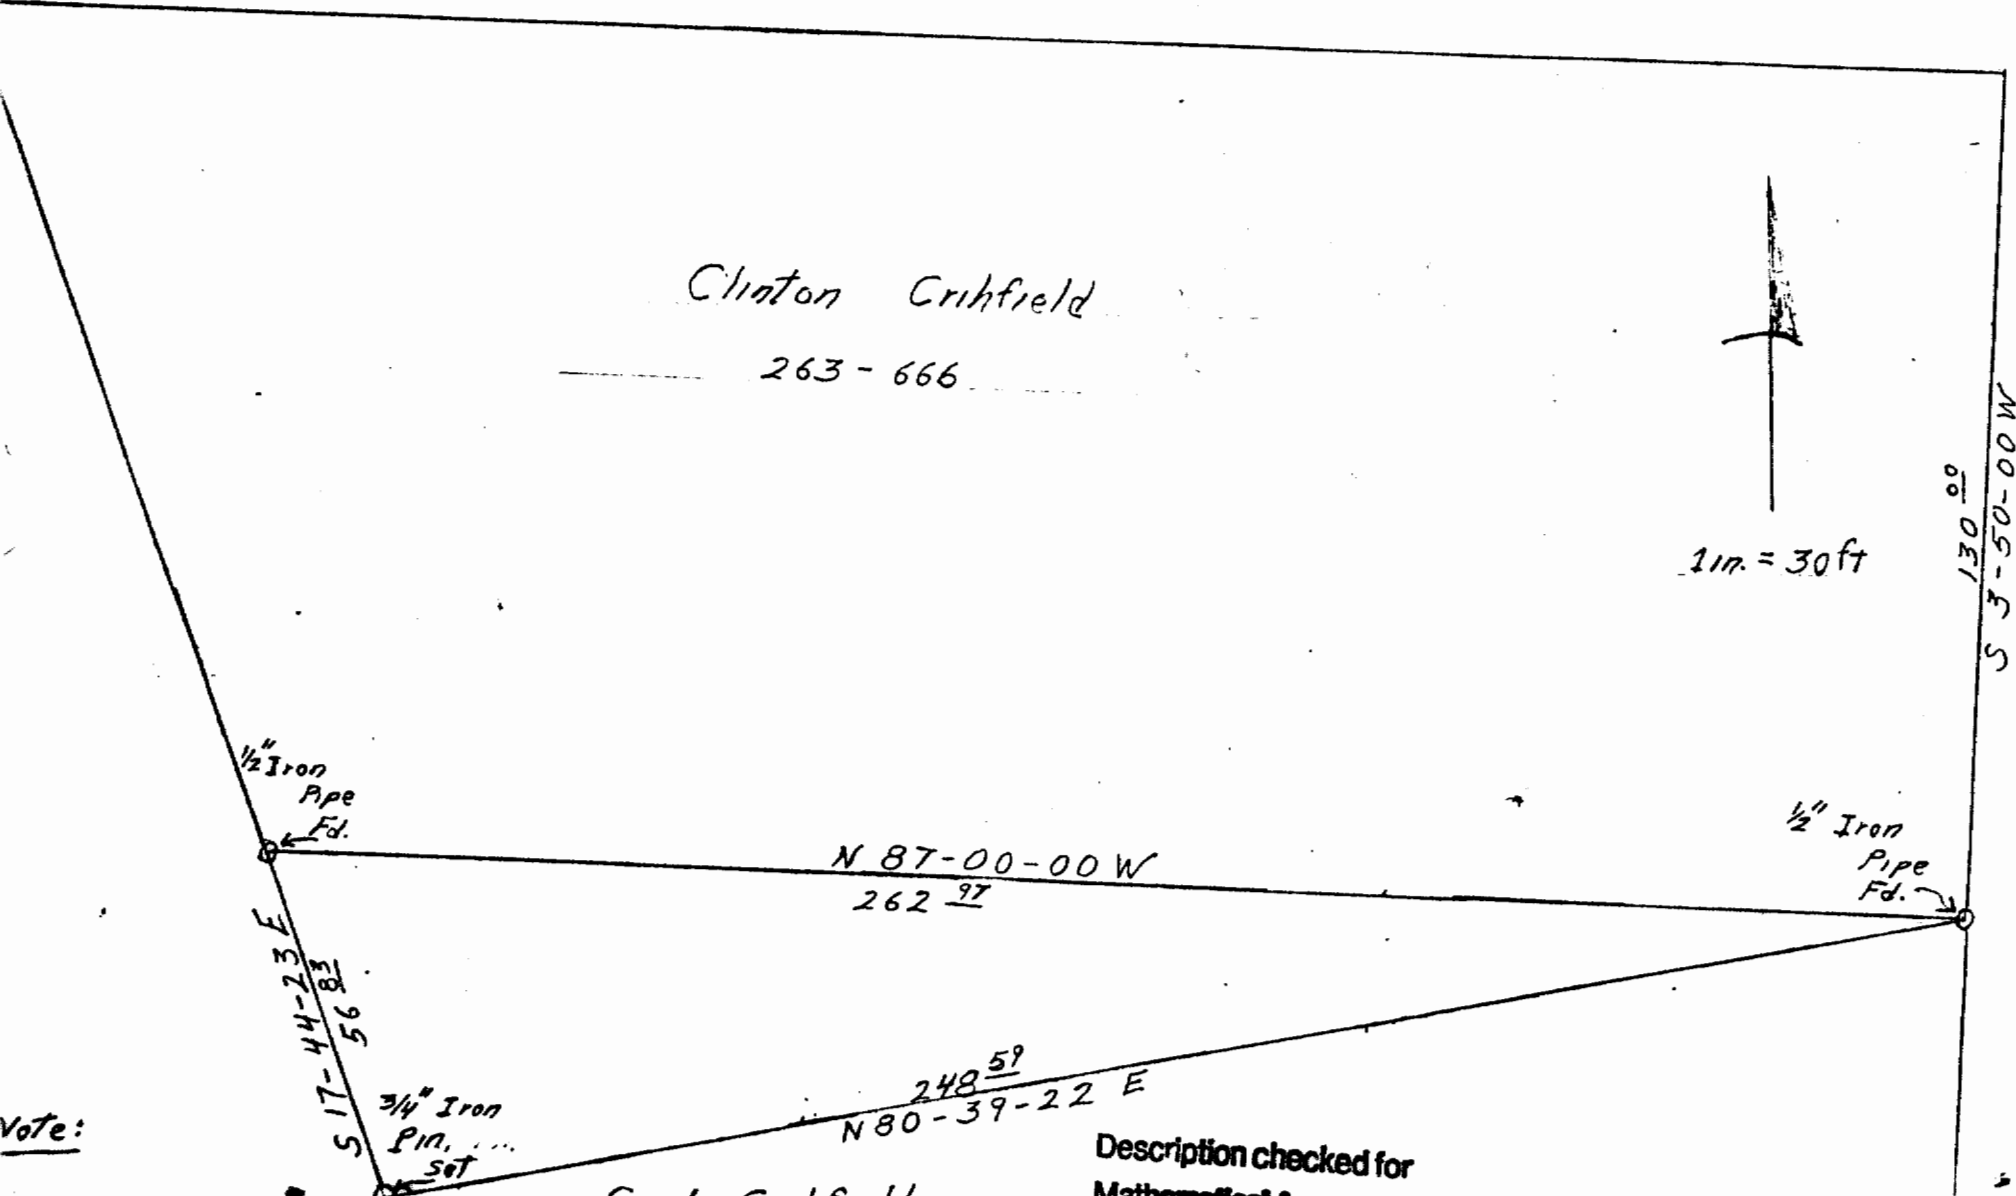 Clinton Crihfield
263-666
1in. = 30ft
130 00
S 3-50-00 W
1/2" Iron
Pipe
Fd.
N 87-00-00 W
262 97
1/2" Iron
Pipe
Fd.
S 17-44-23 E
56 83
3/4" Iron
Pin,
set
248 59
N 80-39-22 E
Note:
Description checked for